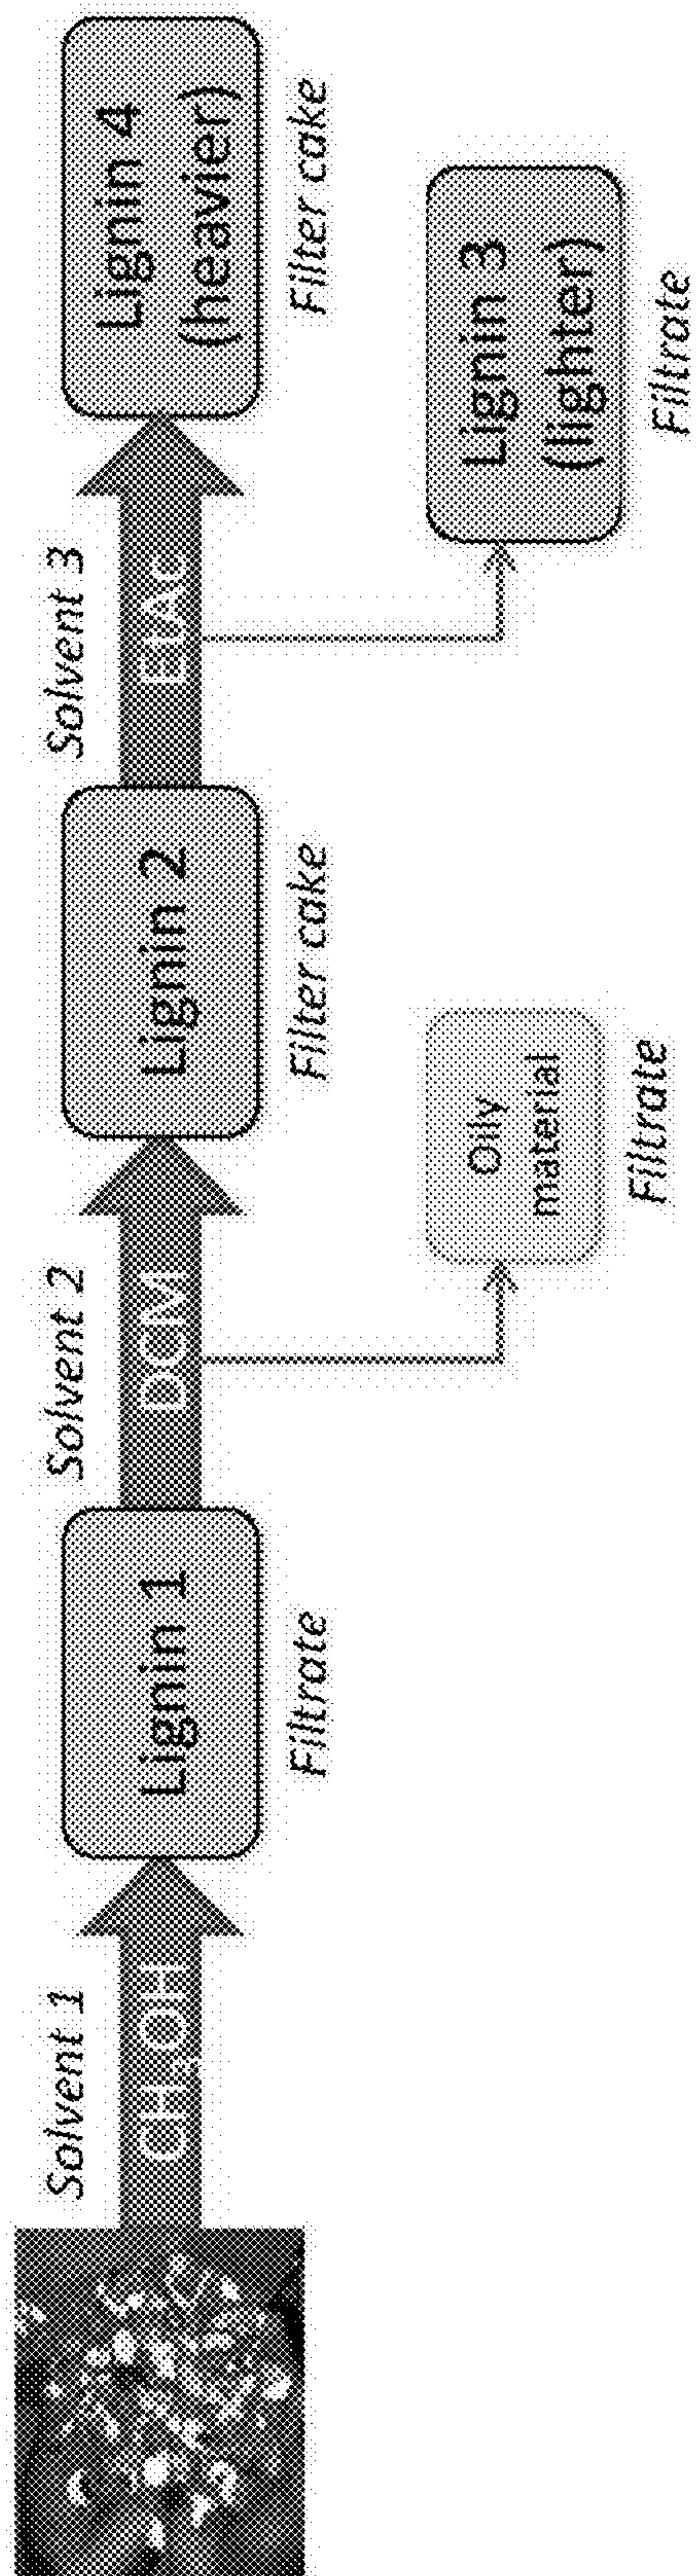 Solvent 1
CH₃OH
Lignin 1
Filtrate
Solvent 2
DCM
Oily
material
Filtrate
Lignin 2
Filter cake
Solvent 3
EtAc
Lignin 3
(lighter)
Filtrate
Lignin 4
(heavier)
Filter cake